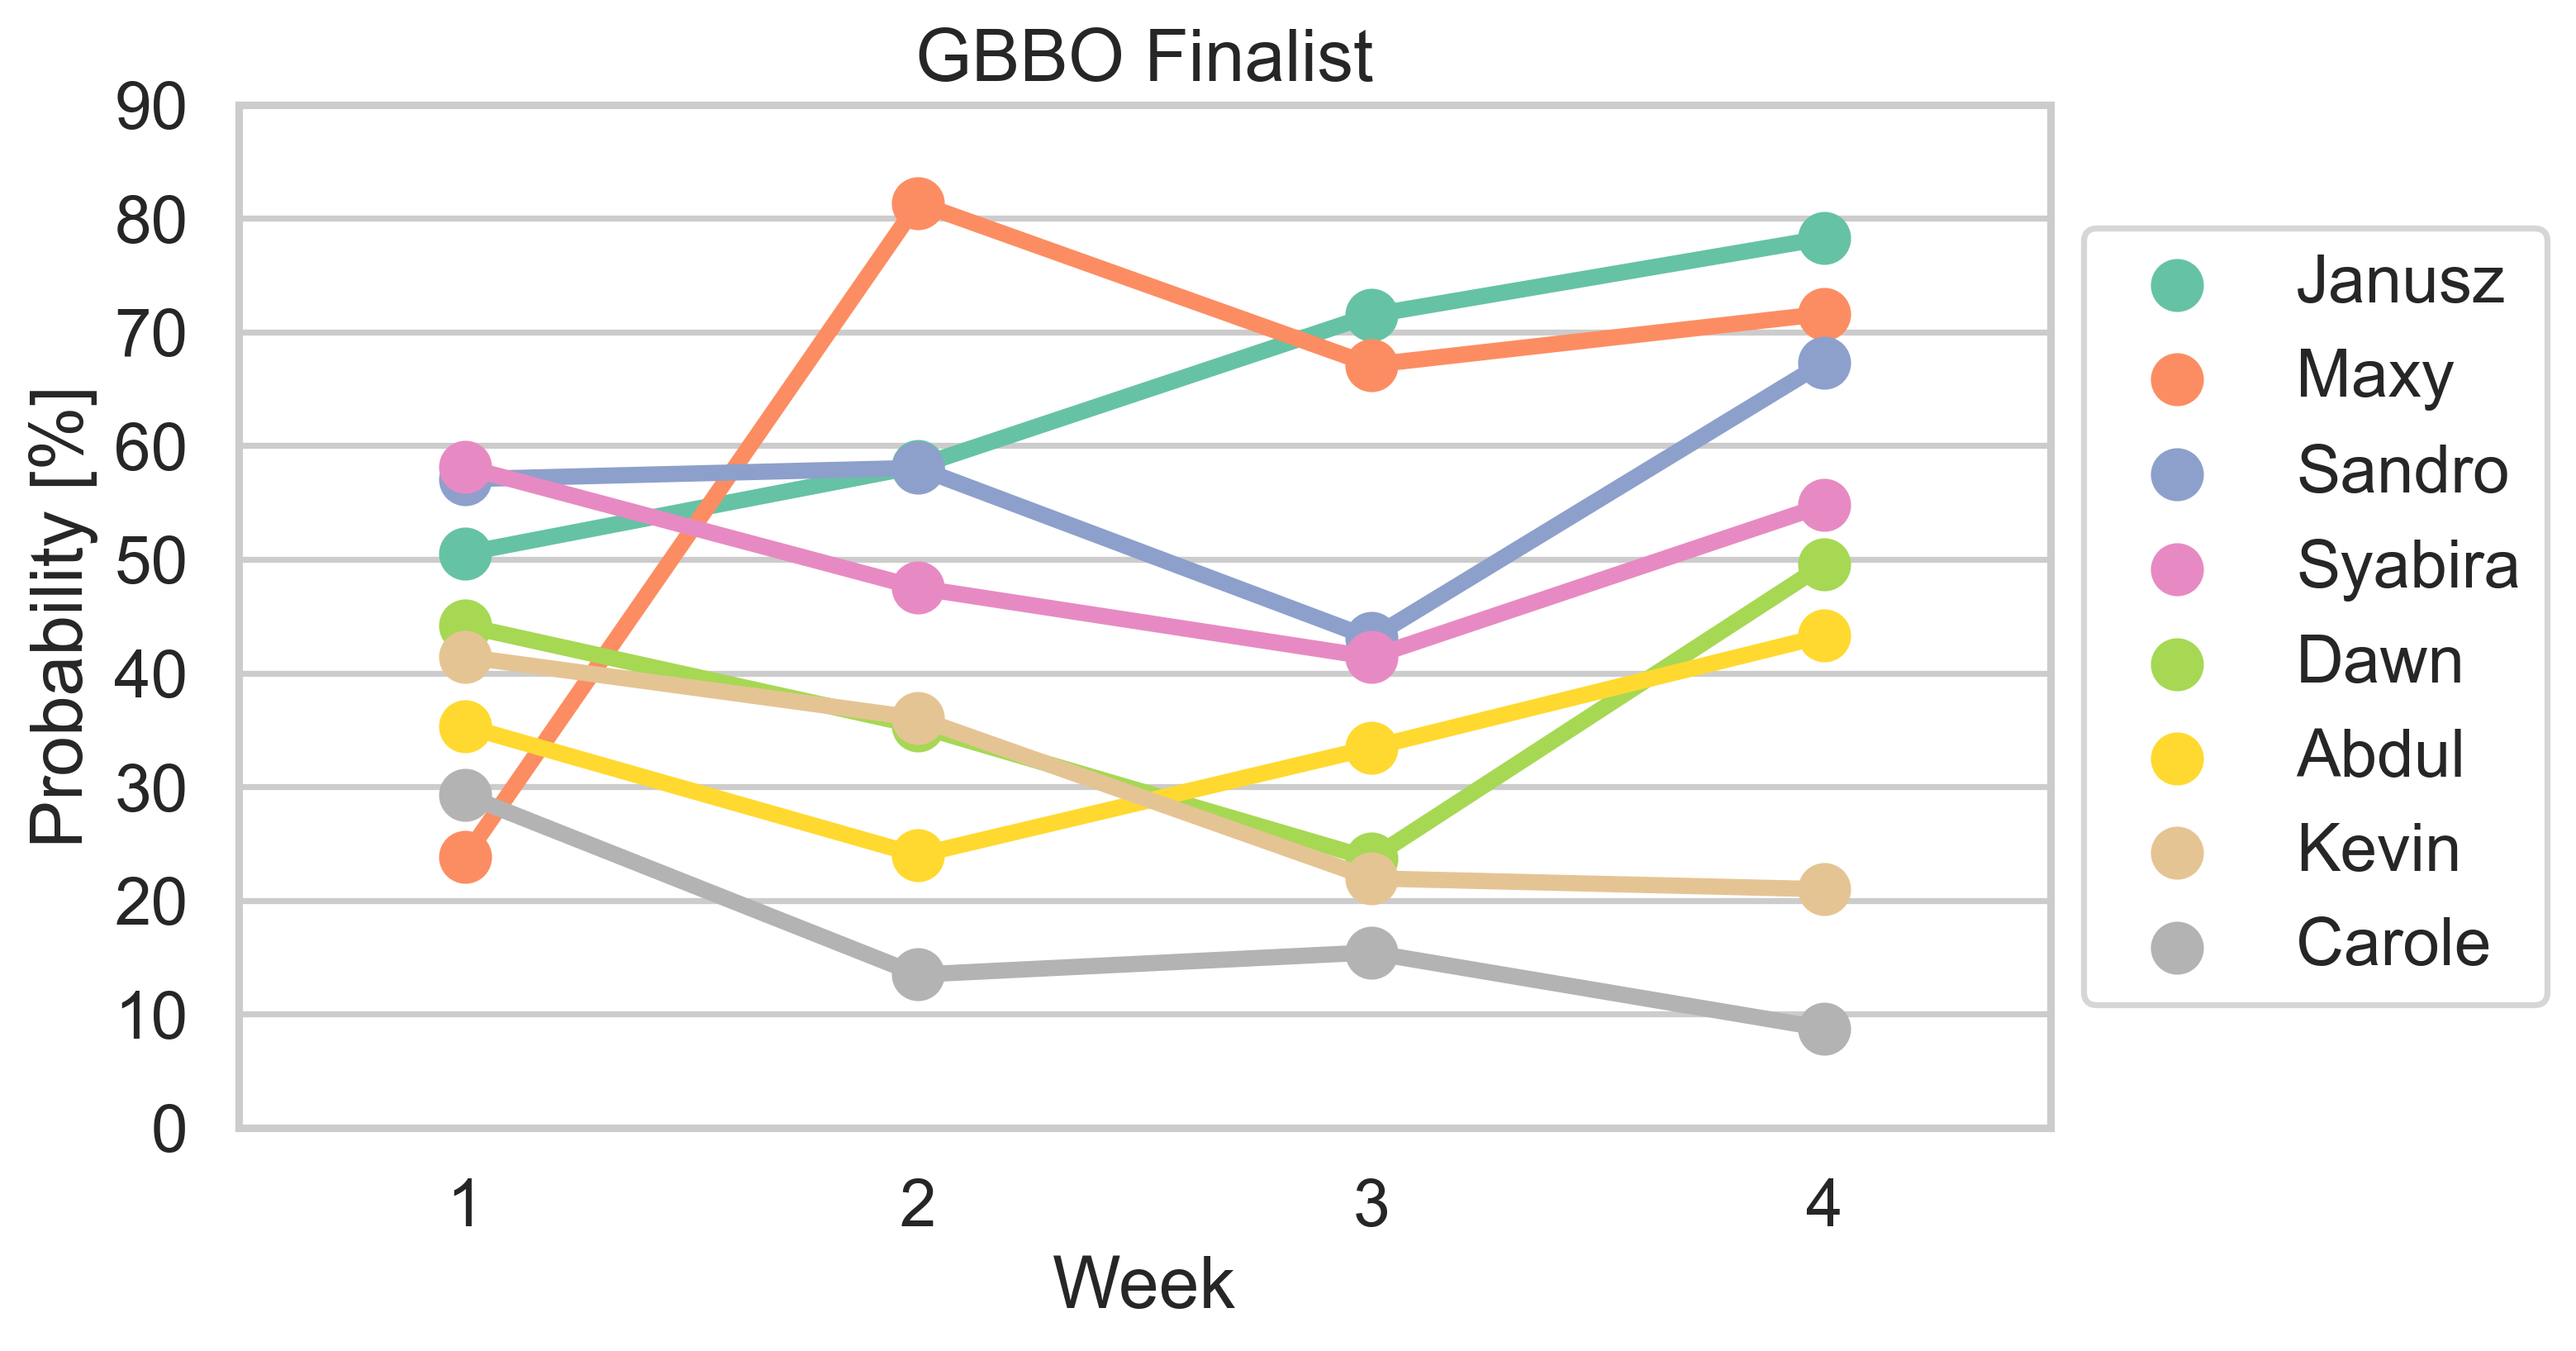 GBBO Finalist
90
80
70
60
50
40
30
20
10
0
Probability [%]
1 2 3 4
Week
Janusz
Maxy
Sandro
Syabira
Dawn
Abdul
Kevin
Carole